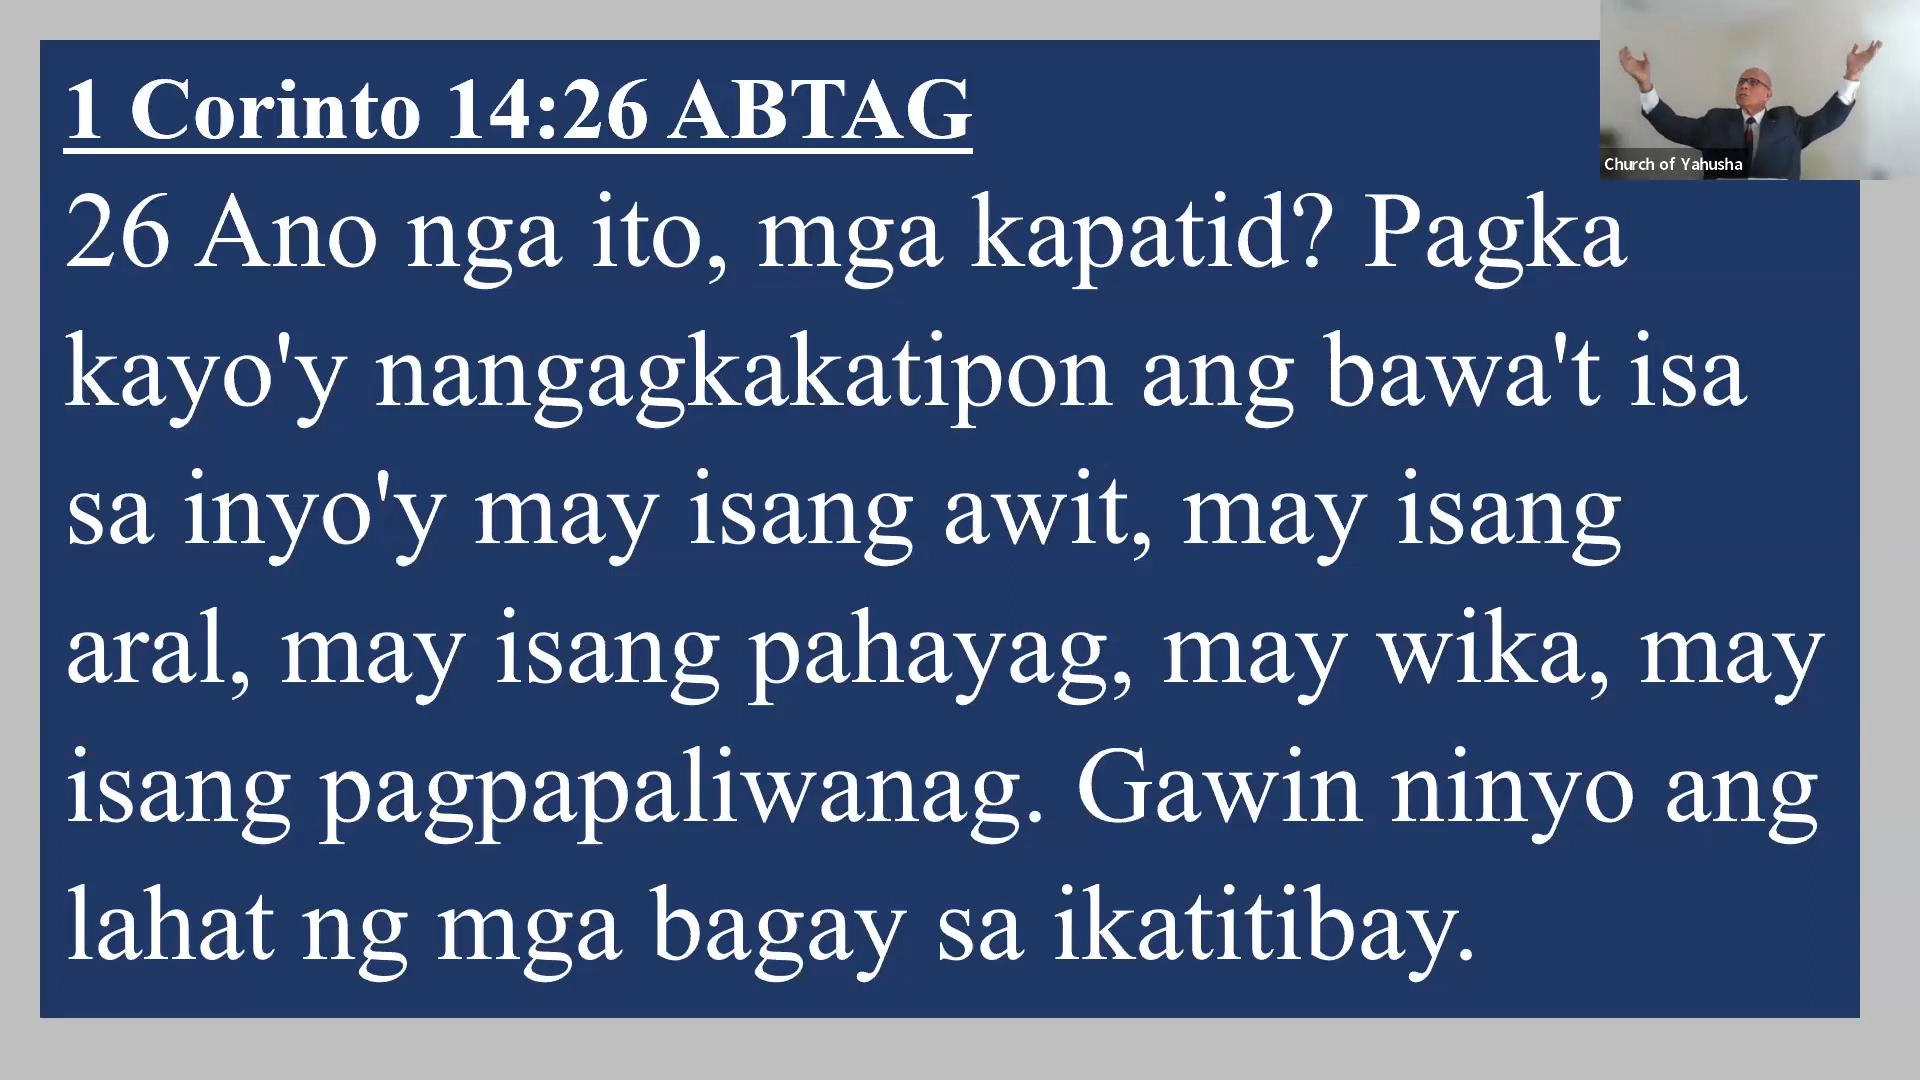 1 Corinto 14:26 ABTAG
26 Ano nga ito, mga kapatid? Pagka
kayo'y nangagkakatipon ang bawa't isa
sa inyo'y may isang awit, may isang
aral, may isang pahayag, may wika, may
isang pagpapaliwanag. Gawin ninyo ang
lahat ng mga bagay sa ikatitibay.
Church of Yahusha